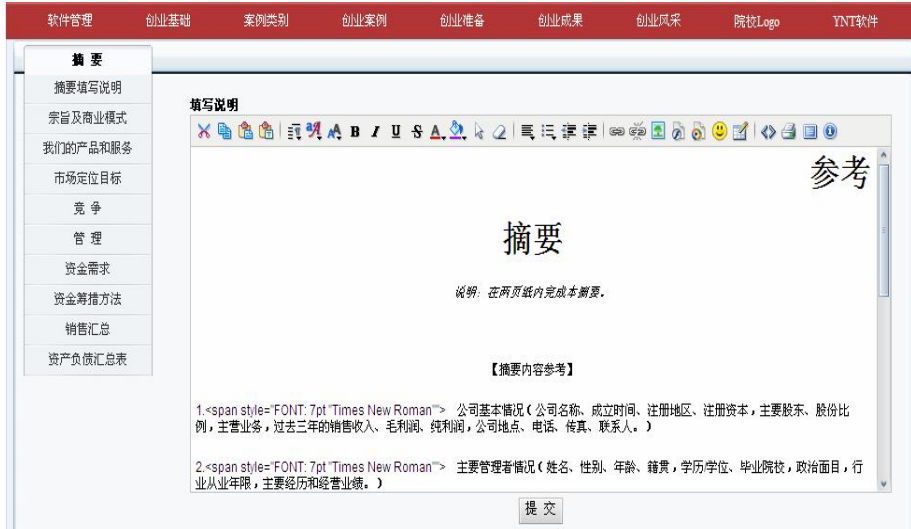 软件管理 创业基础 案例类别 创业案例 创业准备 创业成果 创业风采 院校Logo YNT软件
摘 要
摘要填写说明
宗旨及商业模式
我们的产品和服务
市场定位目标
竞 争
管 理
资金需求
资金筹措方法
销售汇总
资产负债汇总表
填写说明
参考
摘要
说明：在两页纸内完成本摘要。
【摘要内容参考】
1.<span style="FONT: 7pt "Times New Roman""> 公司基本情况(公司名称、成立时间、注册地区、注册资本，主要股东、股份比
例，主营业务，过去三年的销售收入、毛利润、纯利润，公司地点、电话、传真、联系人。)
2.<span style="FONT: 7pt "Times New Roman""> 主要管理者情况(姓名、性别、年龄、籍贯，学历/学位、毕业院校，政治面目，行
业从业年限，主要经历和经营业绩。)
提 交